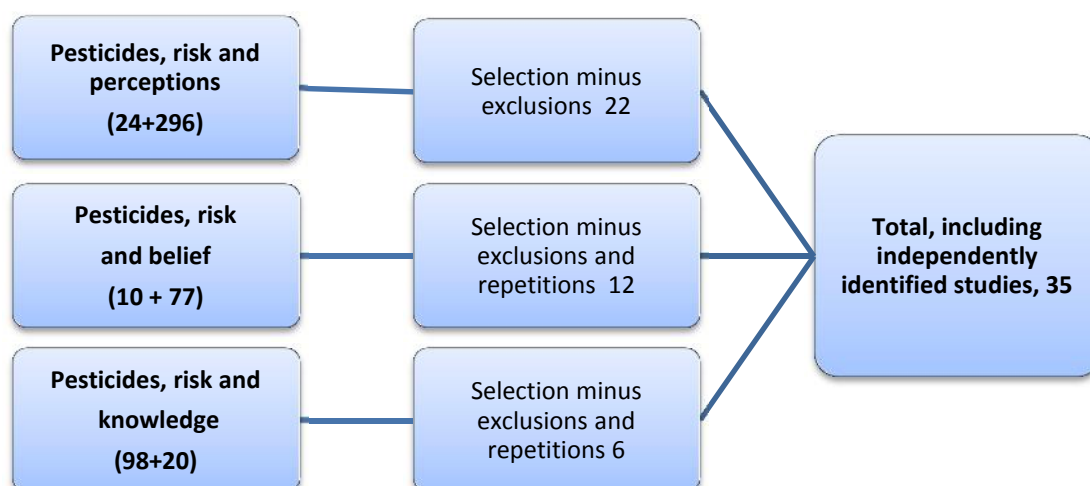 Pesticides, risk and
perceptions
(24+296)
Selection minus
exclusions 22
Pesticides, risk
and belief
(10 + 77)
Selection minus
exclusions and
repetitions 12
Pesticides, risk and
knowledge
(98+20)
Selection minus
exclusions and
repetitions 6
Total, including
independently
identified studies, 35